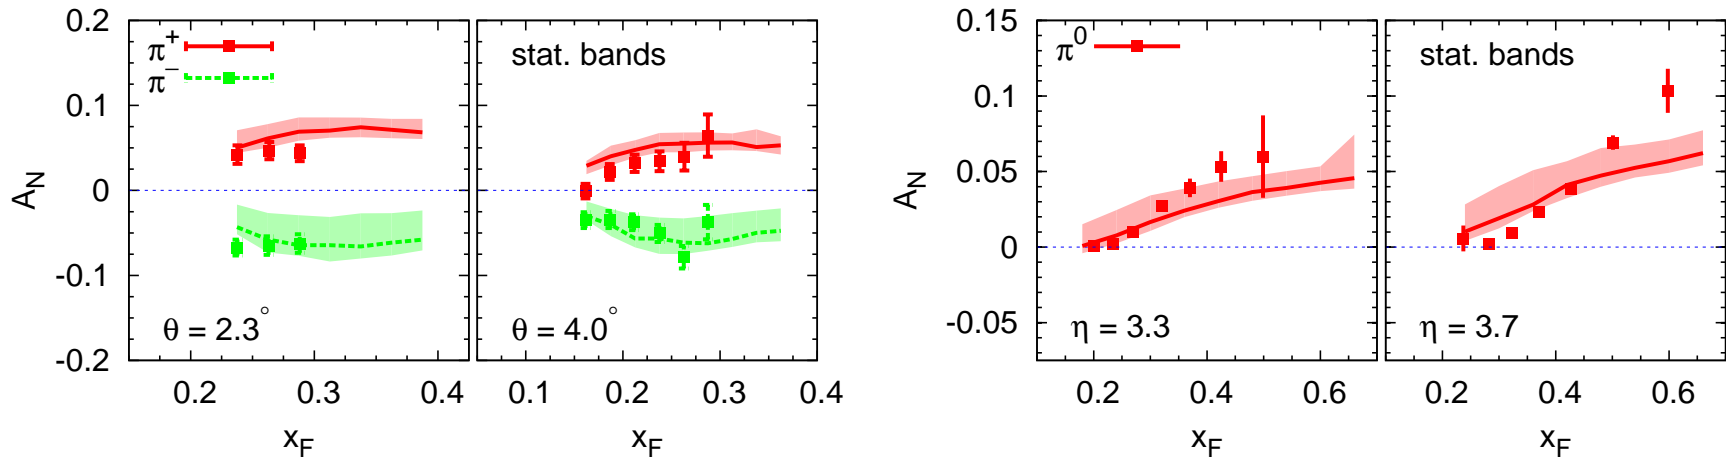 0.2
0.1
0
-0.1
-0.2
A_N
π⁺
π⁻
θ = 2.3°
0.2
0.3
x_F
stat. bands
θ = 4.0°
0.1
0.2
0.3
0.4
x_F
0.15
0.1
0.05
0
-0.05
A_N
π⁰
η = 3.3
0.2
0.4
0.6
x_F
stat. bands
η = 3.7
0.2
0.4
0.6
x_F